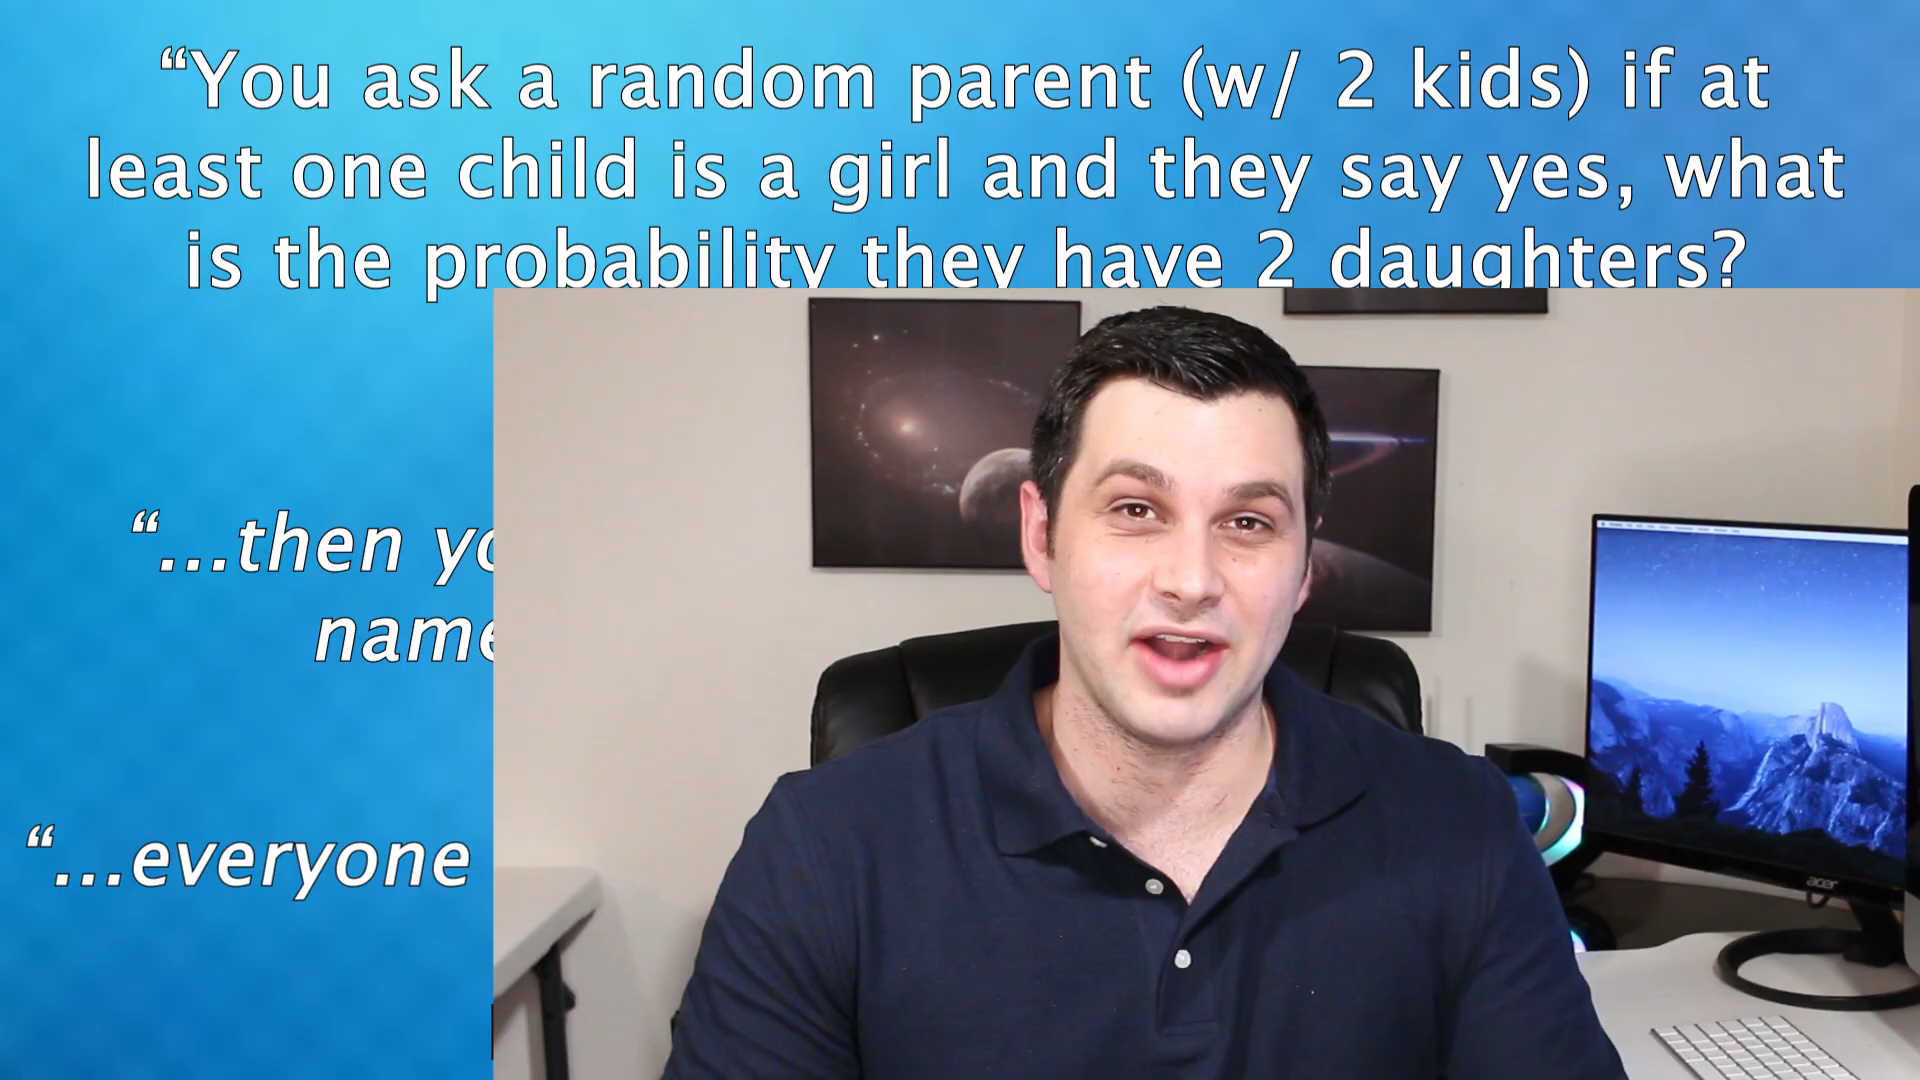 “You ask a random parent (w/ 2 kids) if at
least one child is a girl and they say yes, what
is the probability they have 2 daughters?
“...then
name
“...everyone
acer